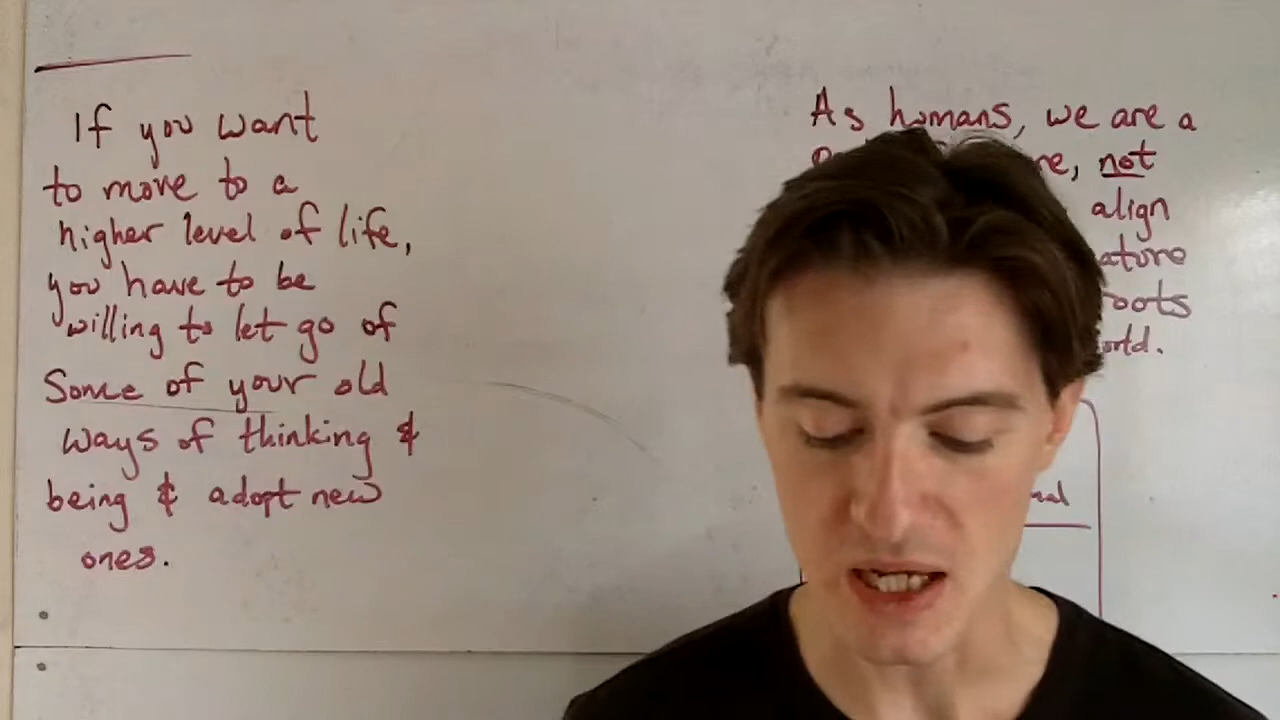 If you want
to move to a
higher level of life,
you have to be
willing to let go of
Some of your old
ways of thinking &
being & adopt new
ones.
As humans, we are a
not
align